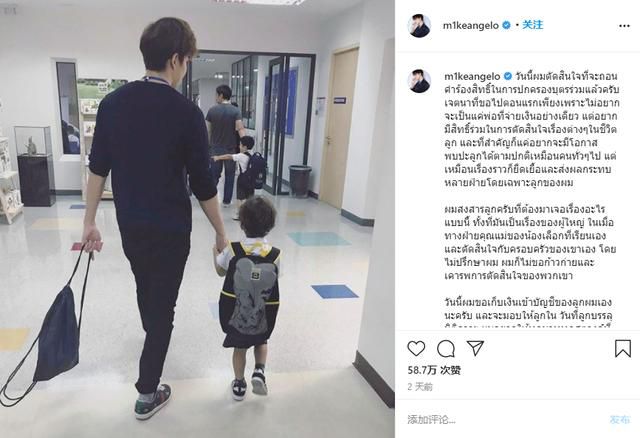 m1keangelo • 关注
m1keangelo วันนี้ผมตัดสินใจที่จะถอน
คำร้องสิทธิ์ในการปกครองบุตรร่วมแล้วครับ
เจตนาที่ขอไปตอนแรกเพียงเพราะไม่อยาก
จะเป็นแค่พ่อที่จ่ายเงินอย่างเดียว แต่อยาก
มีสิทธิ์ร่วมในการตัดสินใจเรื่องต่างๆในชีวิต
ลูก และที่สำคัญก็แค่อยากจะมีโอกาส
พบปะลูกได้ตามปกติเหมือนคนทั่วๆไป แต่
เหมือนเรื่องราวก็ยืดเยื้อและส่งผลกระทบ
หลายฝ่ายโดยเฉพาะลูกของผม
ผมสงสารลูกครับที่ต้องมาเจอเรื่องอะไร
แบบนี้ ทั้งที่มันเป็นเรื่องของผู้ใหญ่ ในเมื่อ
ทางฝ่ายคุณแม่ของน้องเลือกที่เรียนเอง
และตัดสินใจกับครอบครัวของเขาเอง โดย
ไม่ปรึกษาผม ผมก็ไม่ขอก้าวก่ายและ
เคารพการตัดสินใจของพวกเขา
วันนี้ผมขอเก็บเงินเข้าบัญชีของลูกผมเอง
นะครับ และจะมอบให้ลูกใน วันที่ลูกบรรลุ
58.7万 次赞
2 天前
添加评论...
发布